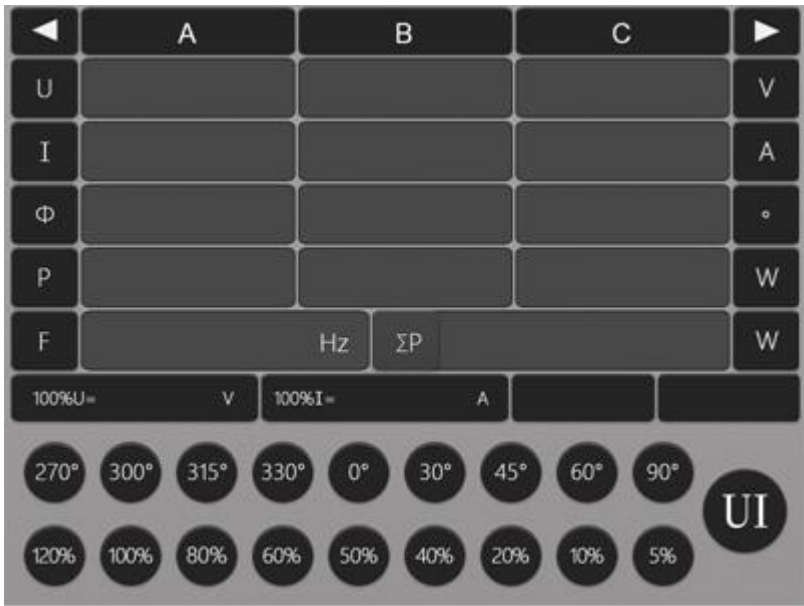 ◀ A B C ▶
U V
I A
Φ °
P W
F Hz ΣP W
100%U= V 100%I= A
270° 300° 315° 330° 0° 30° 45° 60° 90°
UI
120% 100% 80% 60% 50% 40% 20% 10% 5%